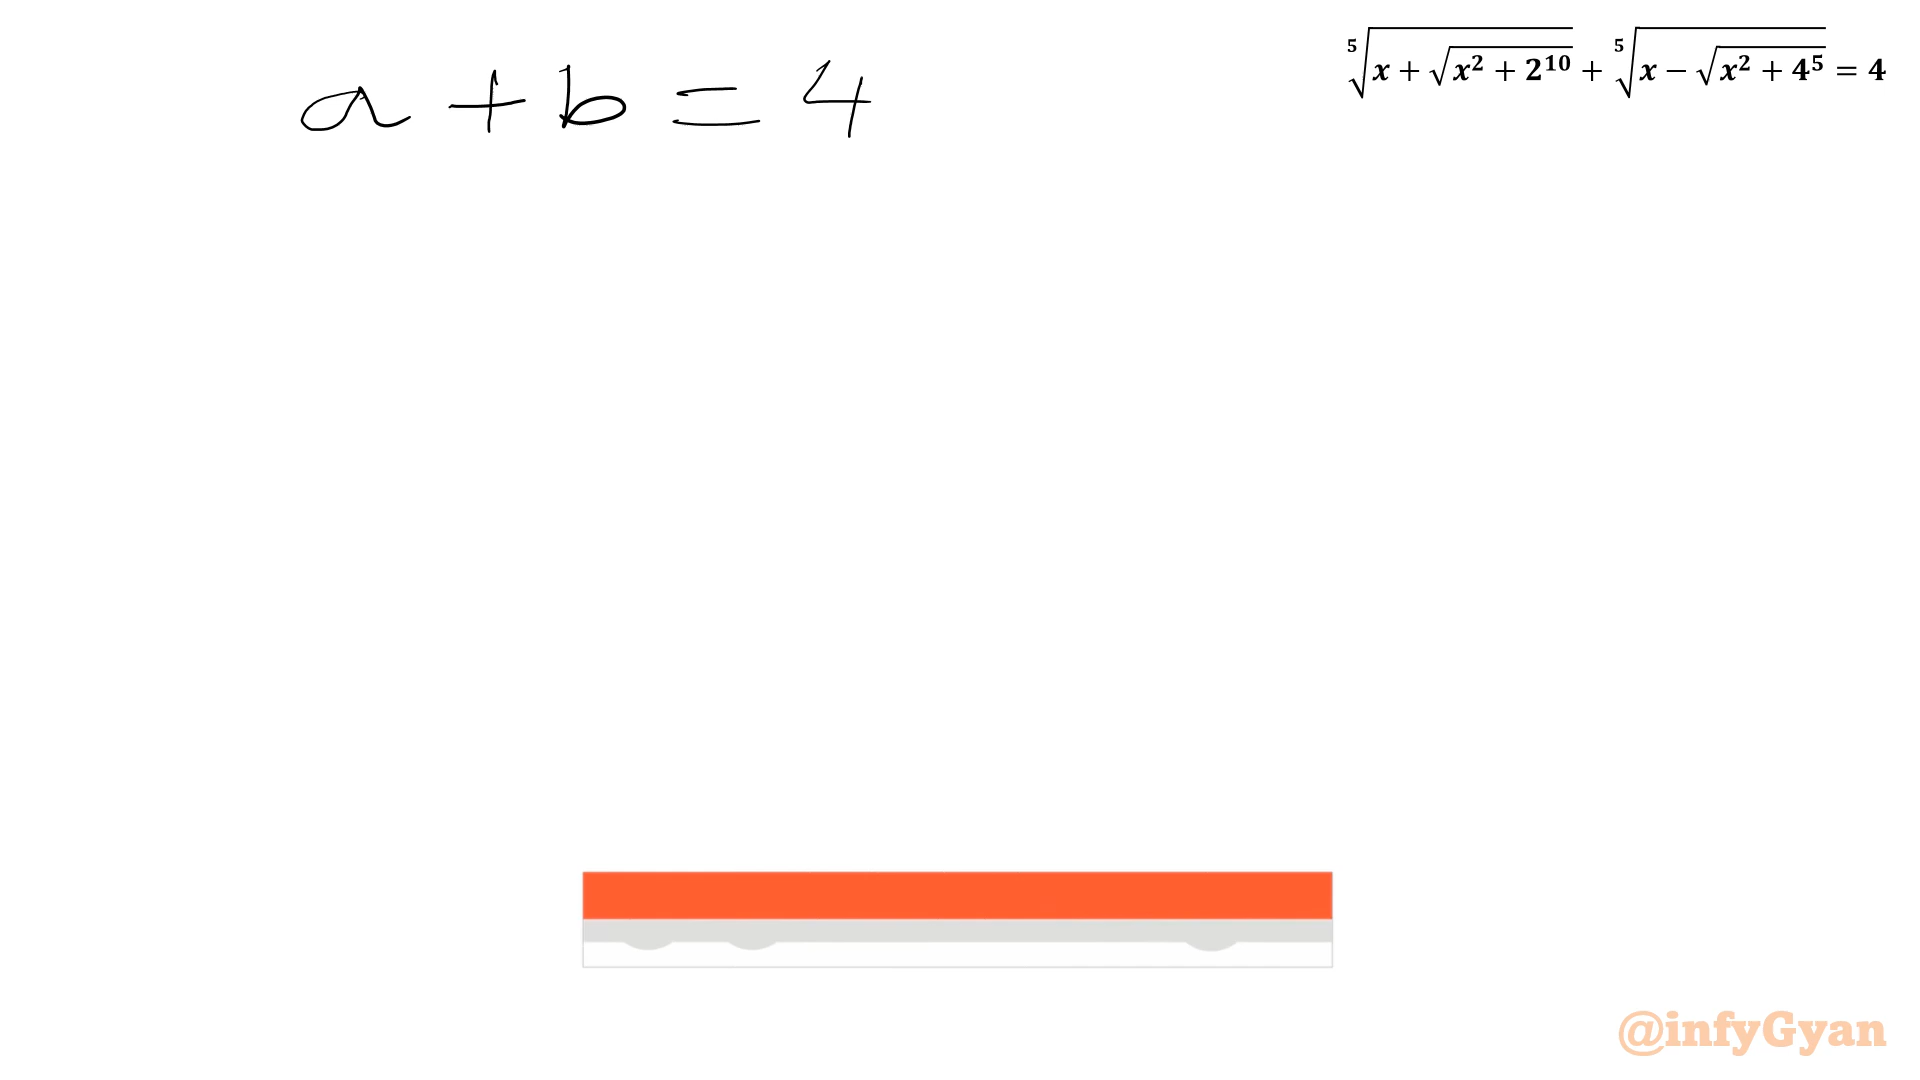 a + b = 4
⁵√(x + √(x² + 2¹⁰)) + ⁵√(x − √(x² + 4⁵)) = 4
@infyGyan